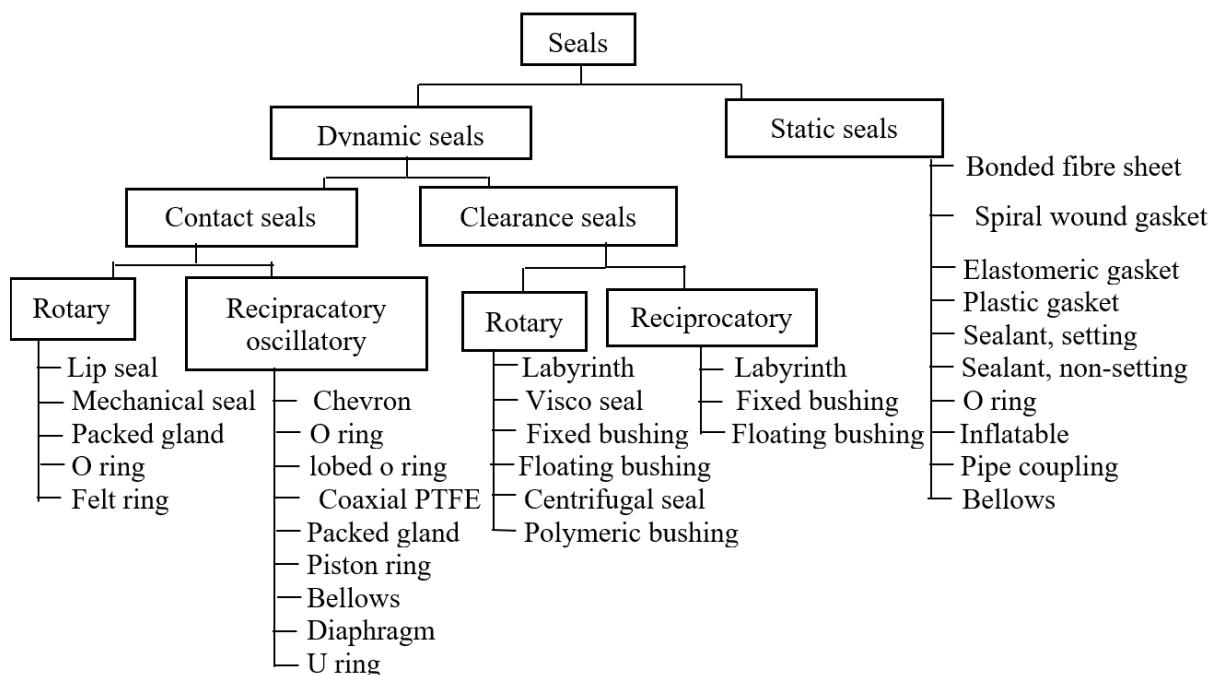 Seals
Dvnamic seals
Static seals
Contact seals
Clearance seals
Rotary
Recipracatory
oscillatory
Rotary
Reciprocatory
Lip seal
Mechanical seal
Packed gland
O ring
Felt ring
Chevron
O ring
lobed o ring
Coaxial PTFE
Packed gland
Piston ring
Bellows
Diaphragm
U ring
Labyrinth
Visco seal
Fixed bushing
Floating bushing
Centrifugal seal
Polymeric bushing
Labyrinth
Fixed bushing
Floating bushing
Bonded fibre sheet
Spiral wound gasket
Elastomeric gasket
Plastic gasket
Sealant, setting
Sealant, non-setting
O ring
Inflatable
Pipe coupling
Bellows